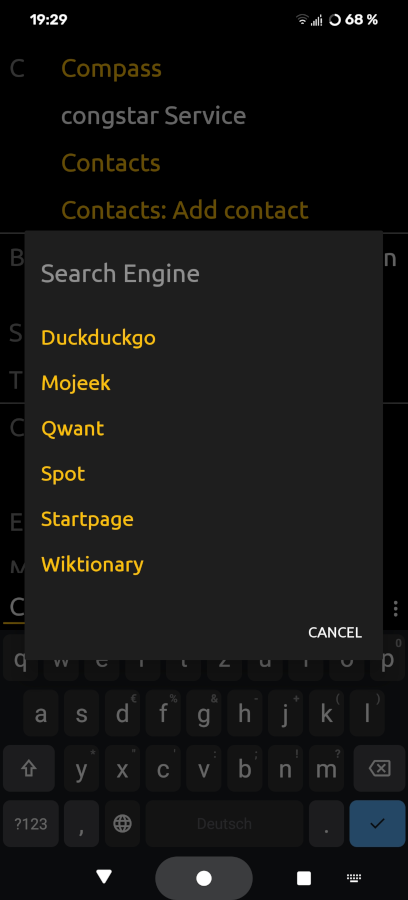 19:29
68 %
C
Compass
congstar Service
Contacts
Contacts: Add contact
B
n
Search Engine
S
Duckduckgo
T
Mojeek
C
Qwant
Spot
E
Startpage
M
Wiktionary
C
CANCEL
q w e r t z u i o p
0
a s d f g h j k l
€ % & - + ( )
y x c v b n m
* " ' : ; ! ?
?123 , Deutsch .